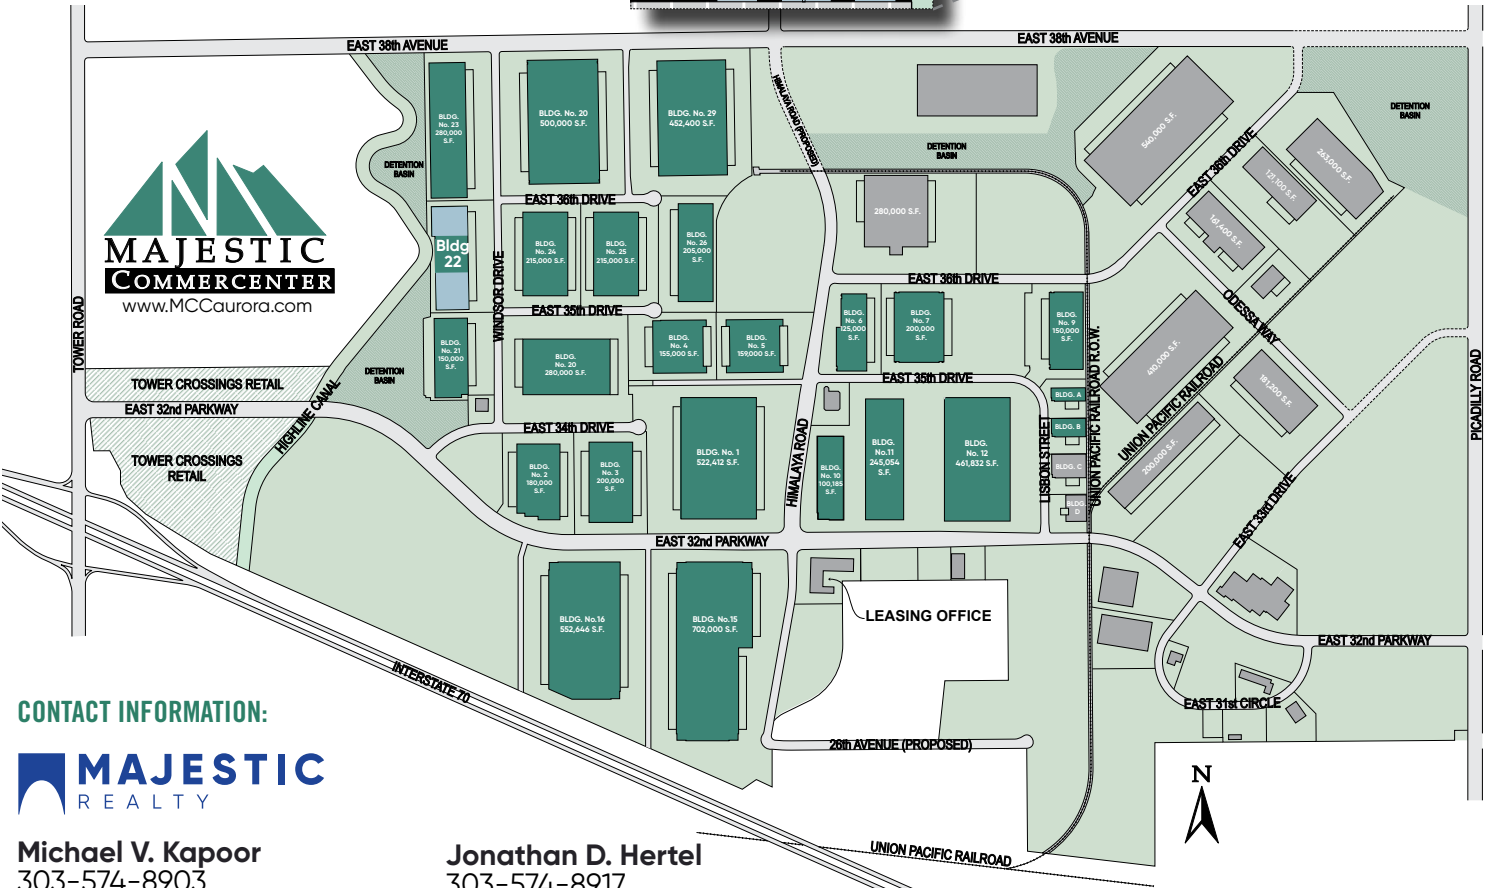 EAST 38th AVENUE
EAST 38th AVENUE
TOWER ROAD
PICADILLY ROAD
MAJESTIC
COMMERCENTER
www.MCCaurora.com
TOWER CROSSINGS RETAIL
EAST 32nd PARKWAY
TOWER CROSSINGS
RETAIL
HIGHLINE CANAL
DETENTION
BASIN
DETENTION
BASIN
DETENTION
BASIN
DETENTION
BASIN
BLDG.
No. 23
280,000
S.F.
BLDG. No. 20
500,000 S.F.
BLDG. No. 29
452,400 S.F.
HIMALAYA ROAD (PROPOSED)
540,000 S.F.
EAST 36th DRIVE
121,100 S.F.
263,000 S.F.
EAST 36th DRIVE
Bldg
22
WINDSOR DRIVE
BLDG.
No. 24
215,000 S.F.
BLDG.
No. 25
215,000 S.F.
BLDG.
No. 26
205,000
S.F.
280,000 S.F.
161,400 S.F.
EAST 36th DRIVE
ODESSA WAY
EAST 35th DRIVE
BLDG.
No. 21
150,000
S.F.
BLDG.
No. 20
280,000 S.F.
BLDG.
No. 4
155,000 S.F.
BLDG.
No. 5
159,000 S.F.
BLDG.
No. 6
125,000
S.F.
BLDG.
No. 7
200,000
S.F.
BLDG.
No. 9
150,000
S.F.
410,000 S.F.
181,200 S.F.
UNION PACIFIC RAILROAD R.O.W.
UNION PACIFIC RAILROAD
EAST 35th DRIVE
BLDG. A
BLDG. B
BLDG. C
BLDG.
D
LISBON STREET
200,000 S.F.
EAST 34th DRIVE
BLDG.
No. 2
180,000
S.F.
BLDG.
No. 3
200,000
S.F.
BLDG. No. 1
522,412 S.F.
HIMALAYA ROAD
BLDG.
No. 10
100,185
S.F.
BLDG.
No.11
245,054
S.F.
BLDG.
No. 12
461,832 S.F.
EAST 33rd DRIVE
EAST 32nd PARKWAY
BLDG. No.16
552,646 S.F.
BLDG. No.15
702,000 S.F.
LEASING OFFICE
EAST 32nd PARKWAY
INTERSTATE 70
EAST 31st CIRCLE
26th AVENUE (PROPOSED)
N
UNION PACIFIC RAILROAD
CONTACT INFORMATION:
MAJESTIC
REALTY
Michael V. Kapoor
303-574-8903
Jonathan D. Hertel
303-574-8917